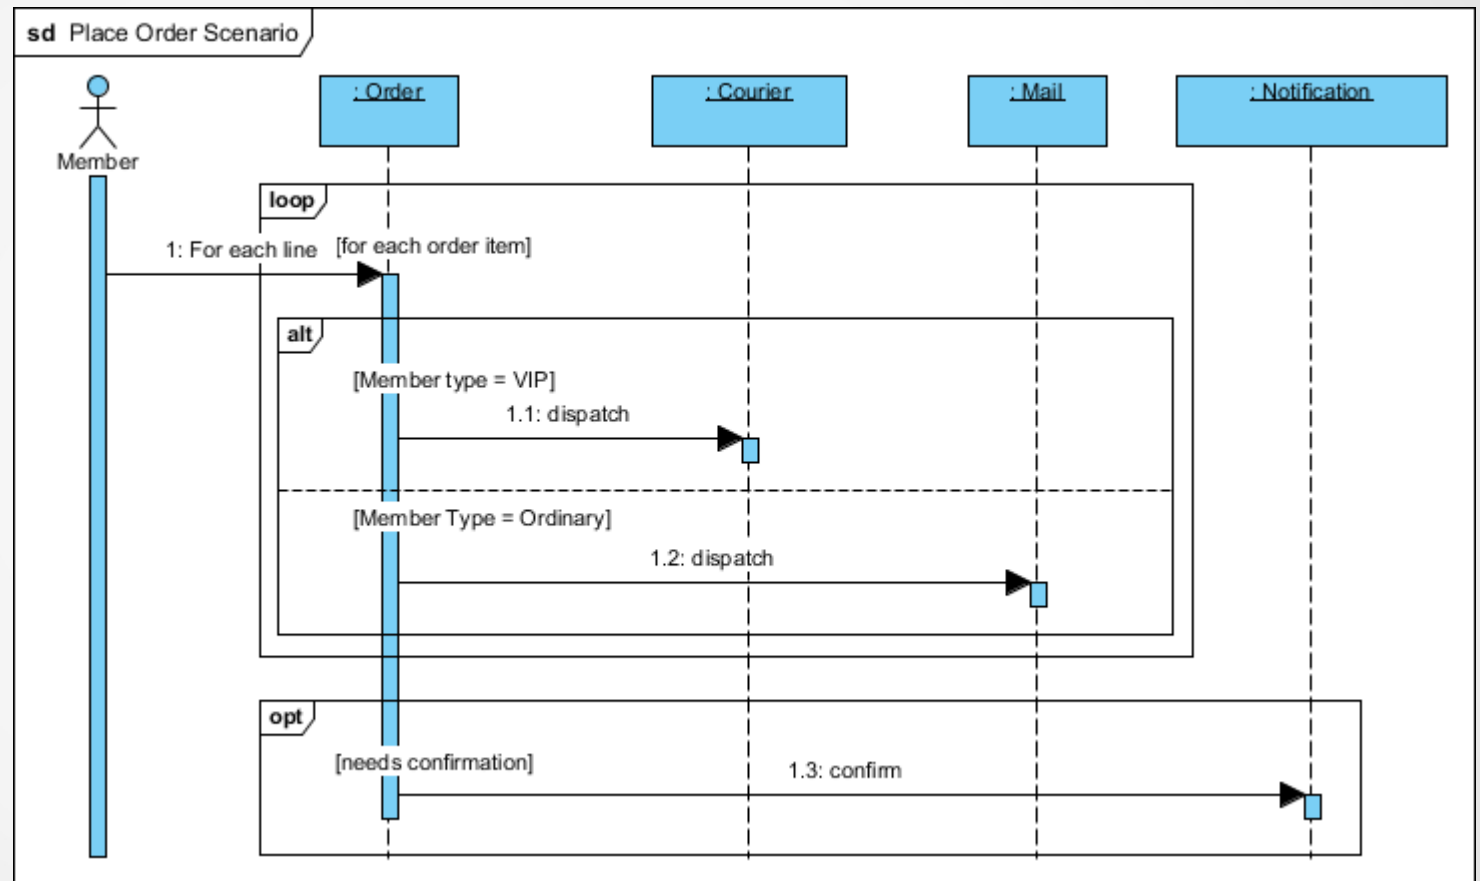 sd Place Order Scenario
Member
: Order
: Courier
: Mail
: Notification
loop
1: For each line
[for each order item]
alt
[Member type = VIP]
1.1: dispatch
[Member Type = Ordinary]
1.2: dispatch
opt
[needs confirmation]
1.3: confirm